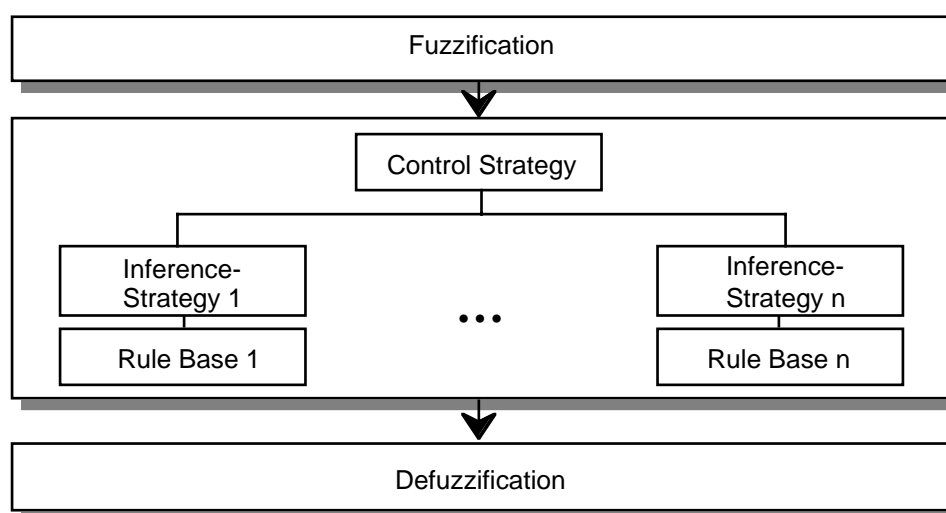 Fuzzification
Control Strategy
Inference-
Strategy 1
Inference-
Strategy n
...
Rule Base 1
Rule Base n
Defuzzification